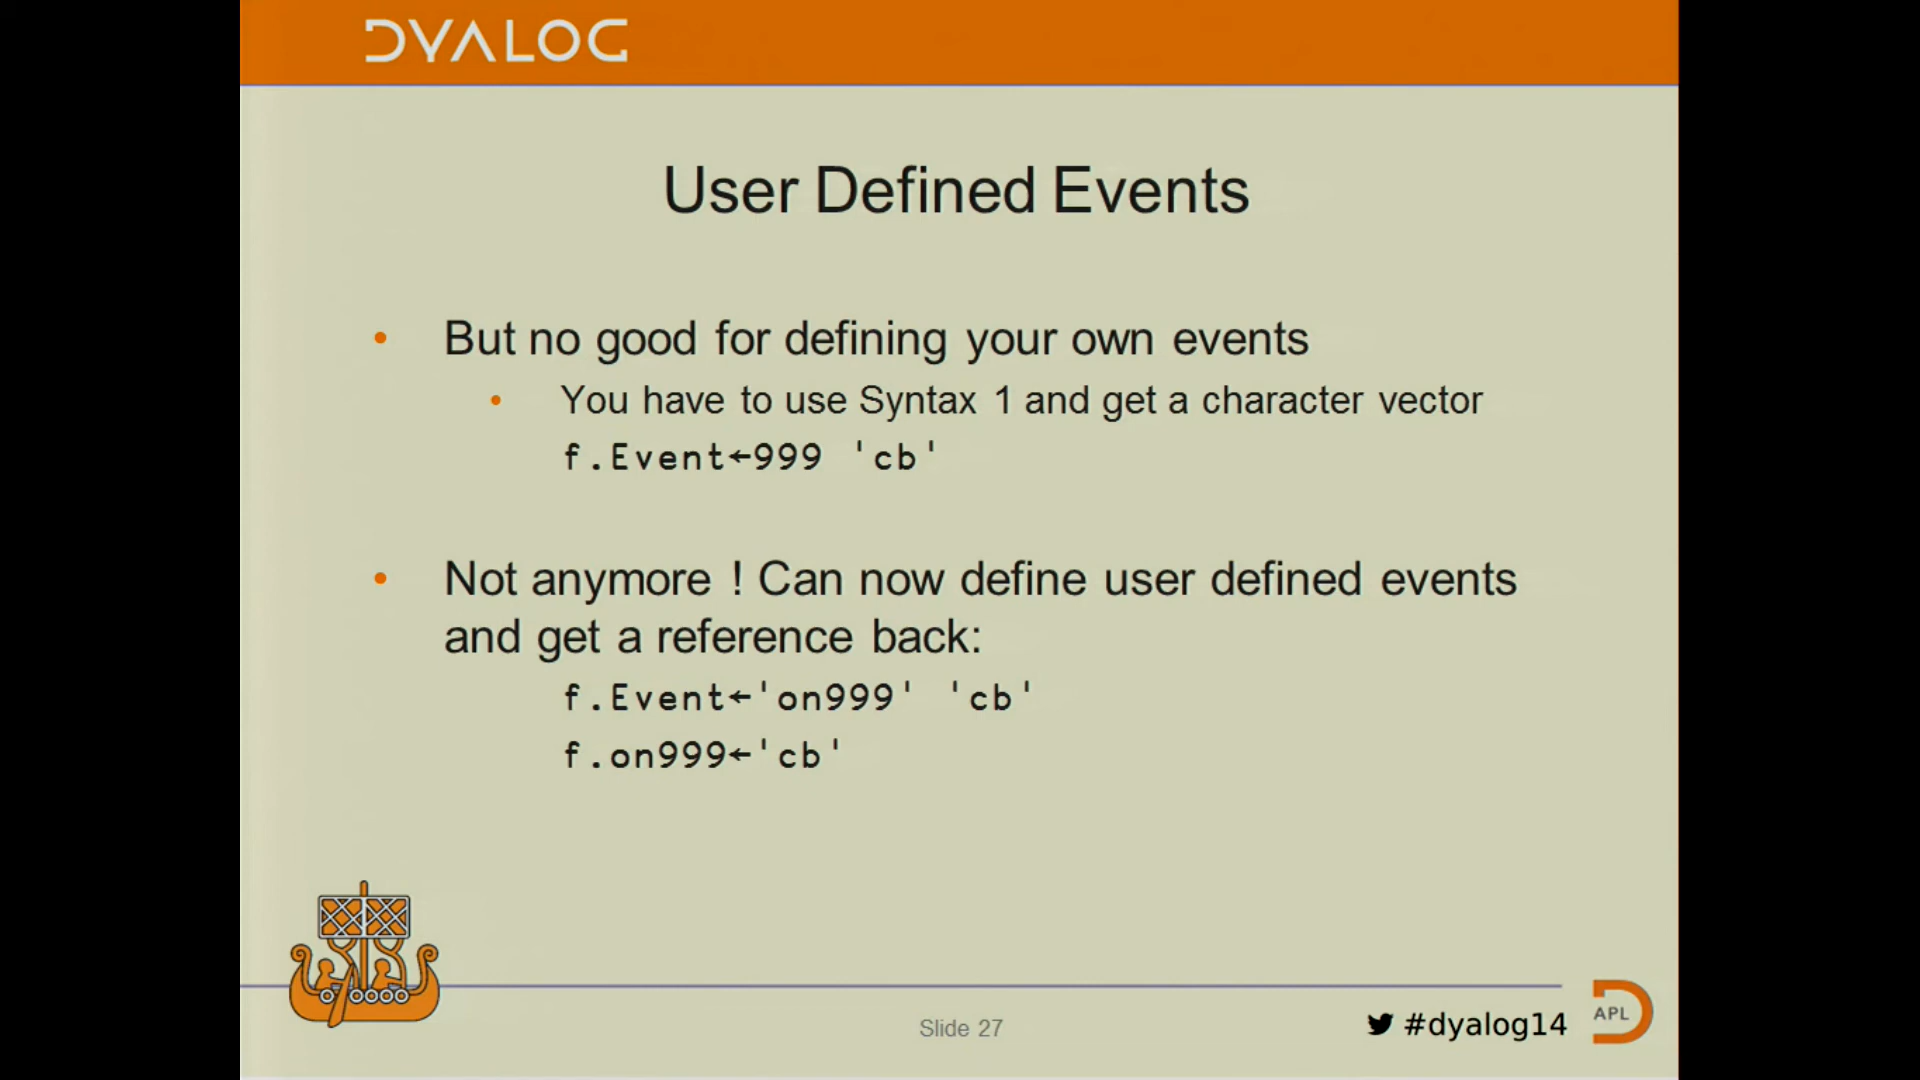 DYALOG
User Defined Events
• But no good for defining your own events
• You have to use Syntax 1 and get a character vector
f.Event←999 'cb'
• Not anymore ! Can now define user defined events
and get a reference back:
f.Event←'on999' 'cb'
f.on999←'cb'
Slide 27
#dyalog14
APL